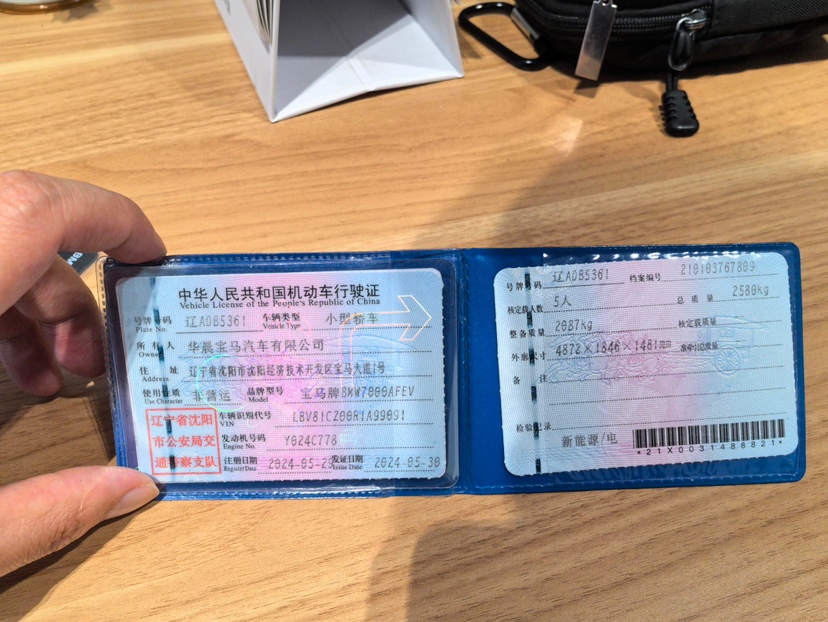 中华人民共和国机动车行驶证
Vehicle License of the People's Republic of China
号牌号码 辽ADB5361 车辆类型 小型轿车
Plate No. Vehicle Type
所有人 华晨宝马汽车有限公司
Owner
住址 辽宁省沈阳市沈阳经济技术开发区宝马大道1号
Address
使用性质 非营运 品牌型号 宝马牌BMW7000AFEV
Use Character Model
辽宁省沈阳
市公安局交
通警察支队
车辆识别代号 LBV81CZ00R1A99091
VIN
发动机号码 Y024C778
Engine No.
注册日期 2024-05-29 发证日期 2024-05-30
Register Date Issue Date
号牌号码 辽ADB5361 档案编号 210103767809
核定载人数 5人 总质量 2580kg
整备质量 2087kg 核定载质量
外廓尺寸 4872×1846×1481mm 准牵引总质量
备注
检验记录
新能源/电
*21X0031488821*